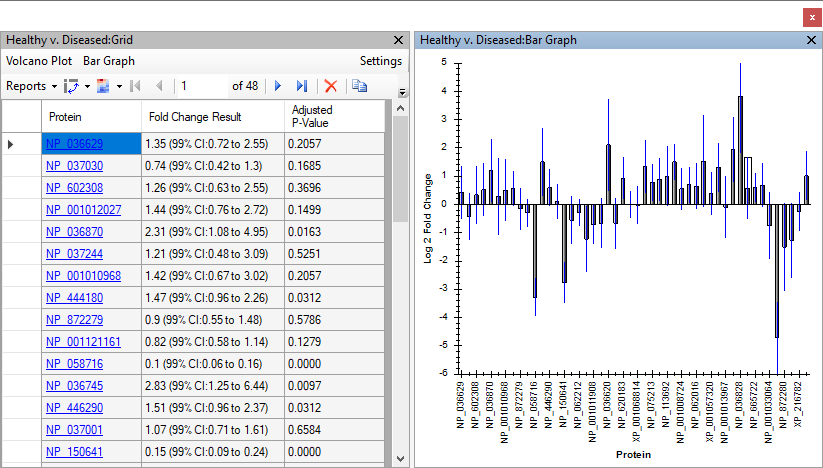 x
Healthy v. Diseased:Grid
Volcano Plot Bar Graph Settings
Reports 1 of 48
Protein Fold Change Result Adjusted P-Value
NP_036629 1.35 (99% CI:0.72 to 2.55) 0.2057
NP_037030 0.74 (99% CI:0.42 to 1.3) 0.1685
NP_602308 1.26 (99% CI:0.63 to 2.55) 0.3696
NP_001012027 1.44 (99% CI:0.76 to 2.72) 0.1499
NP_036870 2.31 (99% CI:1.08 to 4.95) 0.0163
NP_037244 1.21 (99% CI:0.48 to 3.09) 0.5251
NP_001010968 1.42 (99% CI:0.67 to 3.02) 0.2057
NP_444180 1.47 (99% CI:0.96 to 2.26) 0.0312
NP_872279 0.9 (99% CI:0.55 to 1.48) 0.5786
NP_001121161 0.82 (99% CI:0.58 to 1.14) 0.1279
NP_058716 0.1 (99% CI:0.06 to 0.16) 0.0000
NP_036745 2.83 (99% CI:1.25 to 6.44) 0.0097
NP_446290 1.51 (99% CI:0.96 to 2.37) 0.0312
NP_037001 1.07 (99% CI:0.71 to 1.61) 0.6584
NP_150641 0.15 (99% CI:0.09 to 0.24) 0.0000
Healthy v. Diseased:Bar Graph
Log 2 Fold Change
5
4
3
2
1
0
-1
-2
-3
-4
-5
-6
NP_036629
NP_602308
NP_036870
NP_001010968
NP_872279
NP_058716
NP_446290
NP_150641
NP_062212
NP_001011908
NP_036620
NP_620183
XP_001068814
NP_075213
NP_113692
NP_001008724
NP_062016
XP_001057320
NP_001013967
NP_036828
NP_665722
NP_001033064
NP_872280
XP_216782
Protein